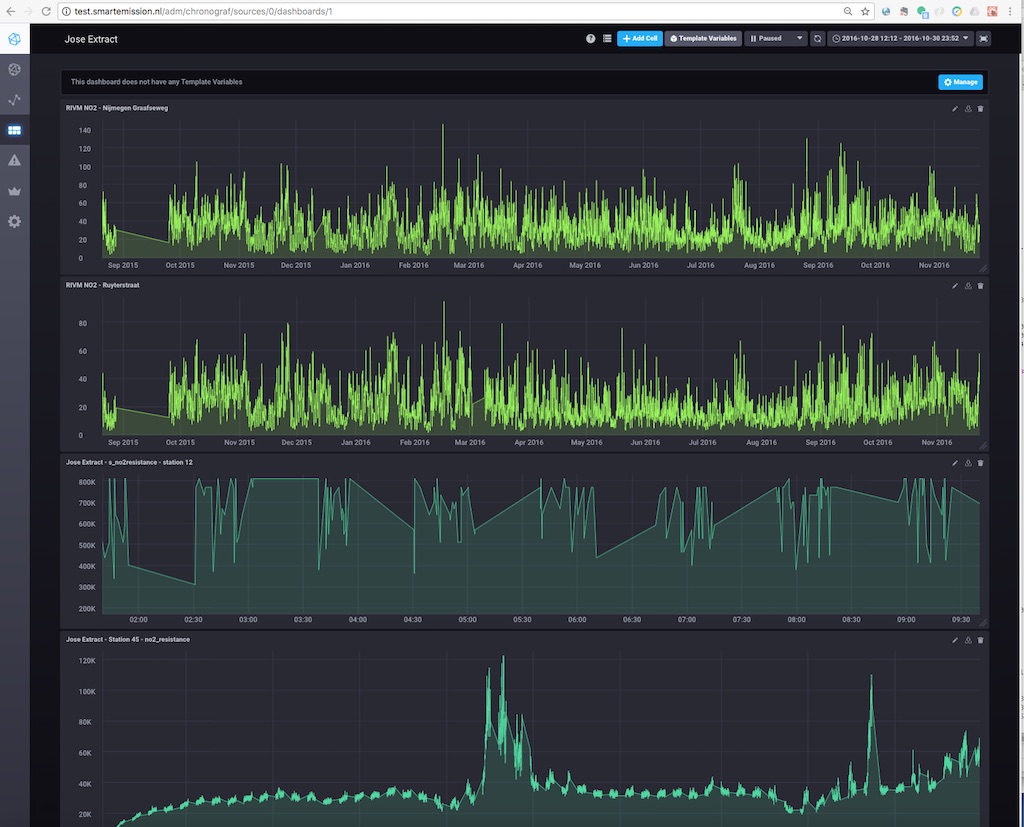 test.smartemission.nl/adm/chronograf/sources/0/dashboards/1
Jose Extract
Add Cell
Template Variables
Paused
2016-10-28 12:12 - 2016-10-30 23:52
This dashboard does not have any Template Variables
Manage
RIVM NO2 - Nijmegen Graafseweg
140
120
100
80
60
40
20
0
Sep 2015 Oct 2015 Nov 2015 Dec 2015 Jan 2016 Feb 2016 Mar 2016 Apr 2016 May 2016 Jun 2016 Jul 2016 Aug 2016 Sep 2016 Oct 2016 Nov 2016
RIVM NO2 - Ruyterstraat
80
60
40
20
0
Sep 2015 Oct 2015 Nov 2015 Dec 2015 Jan 2016 Feb 2016 Mar 2016 Apr 2016 May 2016 Jun 2016 Jul 2016 Aug 2016 Sep 2016 Oct 2016 Nov 2016
Jose Extract - s_no2resistance - station 12
800K
700K
600K
500K
400K
300K
200K
02:00 02:30 03:00 03:30 04:00 04:30 05:00 05:30 06:00 06:30 07:00 07:30 08:00 08:30 09:00 09:30
Jose Extract - Station 45 - no2_resistance
120K
100K
80K
60K
40K
20K